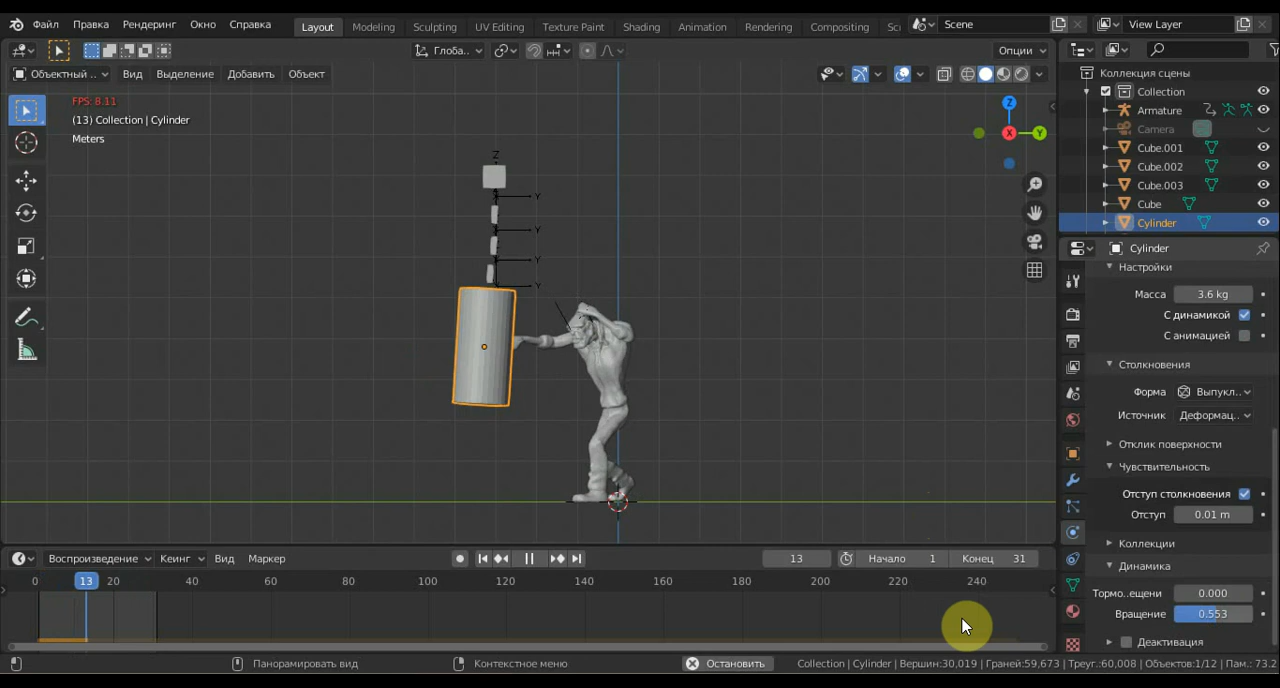 Файл Правка Рендеринг Окно Справка Layout Modeling Sculpting UV Editing Texture Paint Shading Animation Rendering Compositing Sc Scene View Layer
Глоба.. Опции
Объектный .. Вид Выделение Добавить Объект
FPS: 8.11
(13) Collection | Cylinder
Meters
Z
Y
Y
Y
Y
Z
X
Y
Коллекция сцены
Collection
Armature
Camera
Cube.001
Cube.002
Cube.003
Cube
Cylinder
Cylinder
Настройки
Масса 3.6 kg
С динамикой
С анимацией
Столкновения
Форма Выпукл..
Источник Деформац..
Отклик поверхности
Чувствительность
Отступ столкновения
Отступ 0.01 m
Коллекции
Динамика
Тормо..ещени 0.000
Вращение 0.553
Деактивация
Воспроизведение Кеинг Вид Маркер 13 Начало 1 Конец 31
0 13 20 40 60 80 100 120 140 160 180 200 220 240
Панорамировать вид Контекстное меню Остановить Collection | Cylinder | Вершин:30,019 | Граней:59,673 | Треуг.:60,008 | Объектов:1/12 | Пам.: 73.2